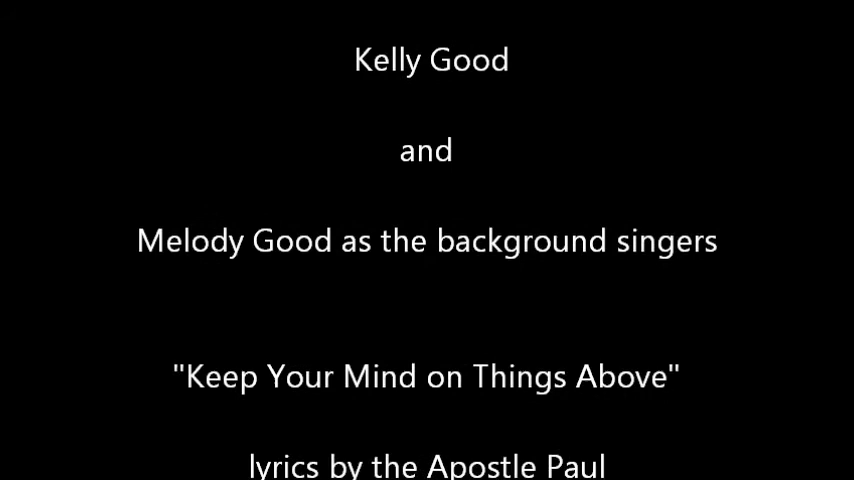 Kelly Good
and
Melody Good as the background singers
"Keep Your Mind on Things Above"
lyrics by the Apostle Paul